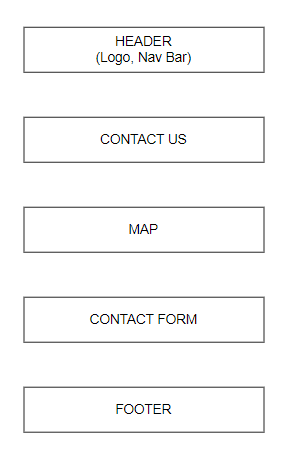 HEADER
(Logo, Nav Bar)
CONTACT US
MAP
CONTACT FORM
FOOTER